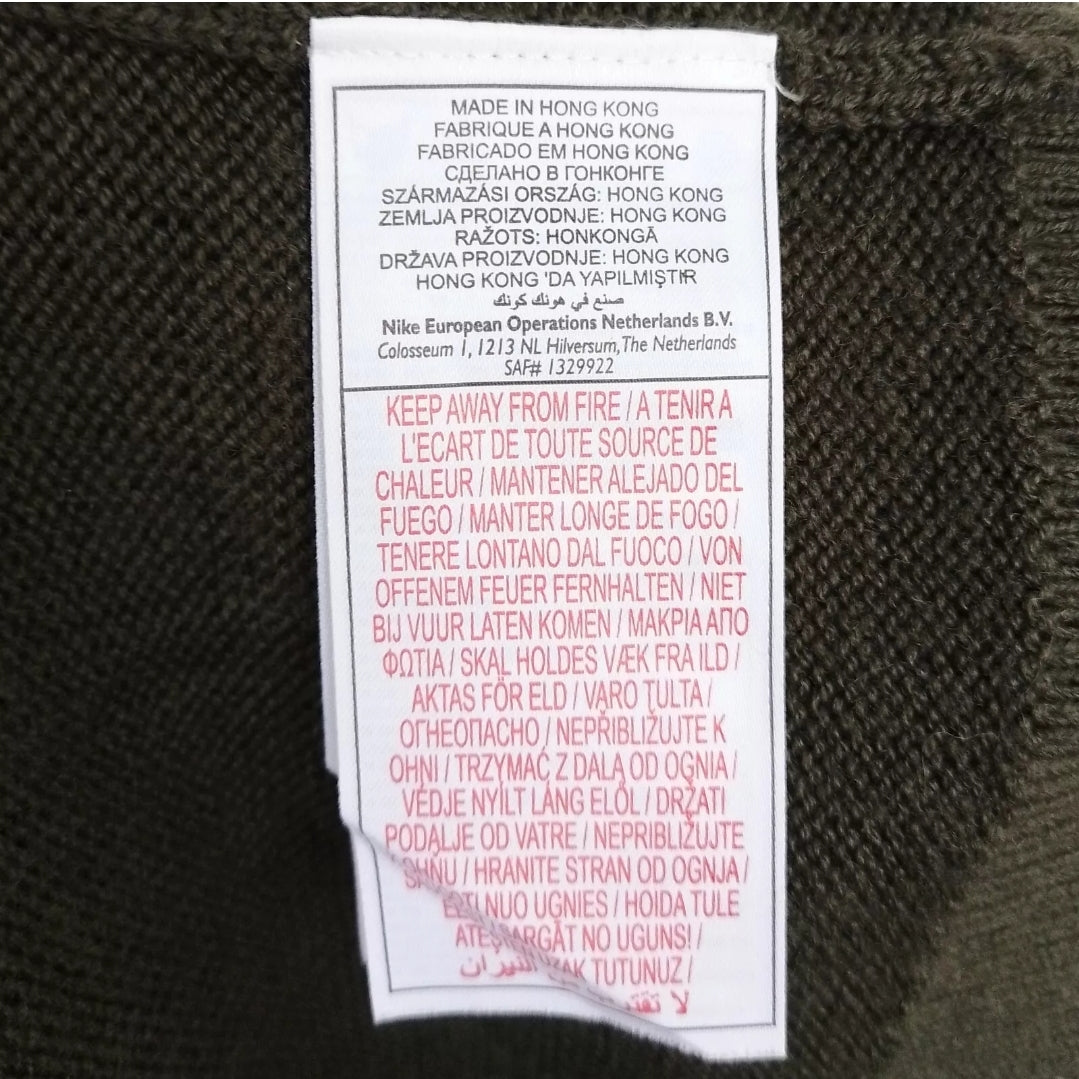 MADE IN HONG KONG
FABRIQUE A HONG KONG
FABRICADO EM HONG KONG
СДЕЛАНО В ГОНКОНГЕ
SZÁRMAZÁSI ORSZÁG: HONG KONG
ZEMLJA PROIZVODNJE: HONG KONG
RAŽOTS: HONKONGĀ
DRŽAVA PROIZVODNJE: HONG KONG
HONG KONG 'DA YAPILMIŞTIR
صنع في هونك كونك
Nike European Operations Netherlands B.V.
Colosseum 1, 1213 NL Hilversum, The Netherlands
SAF# 1329922
KEEP AWAY FROM FIRE / A TENIR A
L'ECART DE TOUTE SOURCE DE
CHALEUR / MANTENER ALEJADO DEL
FUEGO / MANTER LONGE DE FOGO /
TENERE LONTANO DAL FUOCO / VON
OFFENEM FEUER FERNHALTEN / NIET
BIJ VUUR LATEN KOMEN / ΜΑΚΡΙΑ ΑΠΟ
ΦΩΤΙΑ / SKAL HOLDES VÆK FRA ILD /
AKTAS FÖR ELD / VARO TULTA /
ОГНЕОПАСНО / NEPŘIBLIŽUJTE K
OHNI / TRZYMAĆ Z DALA OD OGNIA /
VÉDJE NYÍLT LÁNG ELŐL / DRŽATI
PODALJE OD VATRE / NEPRIBLIŽUJTE
/ HRANITE STRAN OD OGNJA /
NUO UGNIES / HOIDA TULE
NO UGUNS! /
TUTUNUZ /
النيران
لا